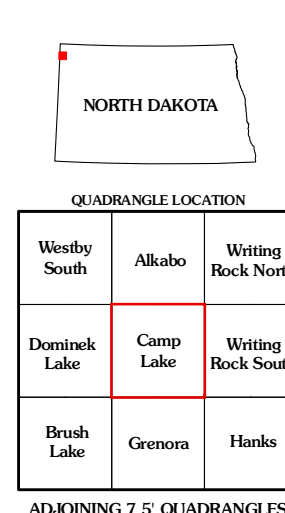 NORTH DAKOTA
QUADRANGLE LOCATION
Westby
South
Alkabo
Writing
Rock Nort
Dominek
Lake
Camp
Lake
Writing
Rock Sout
Brush
Lake
Grenora
Hanks
ADJOINING 7.5' QUADRANGLES